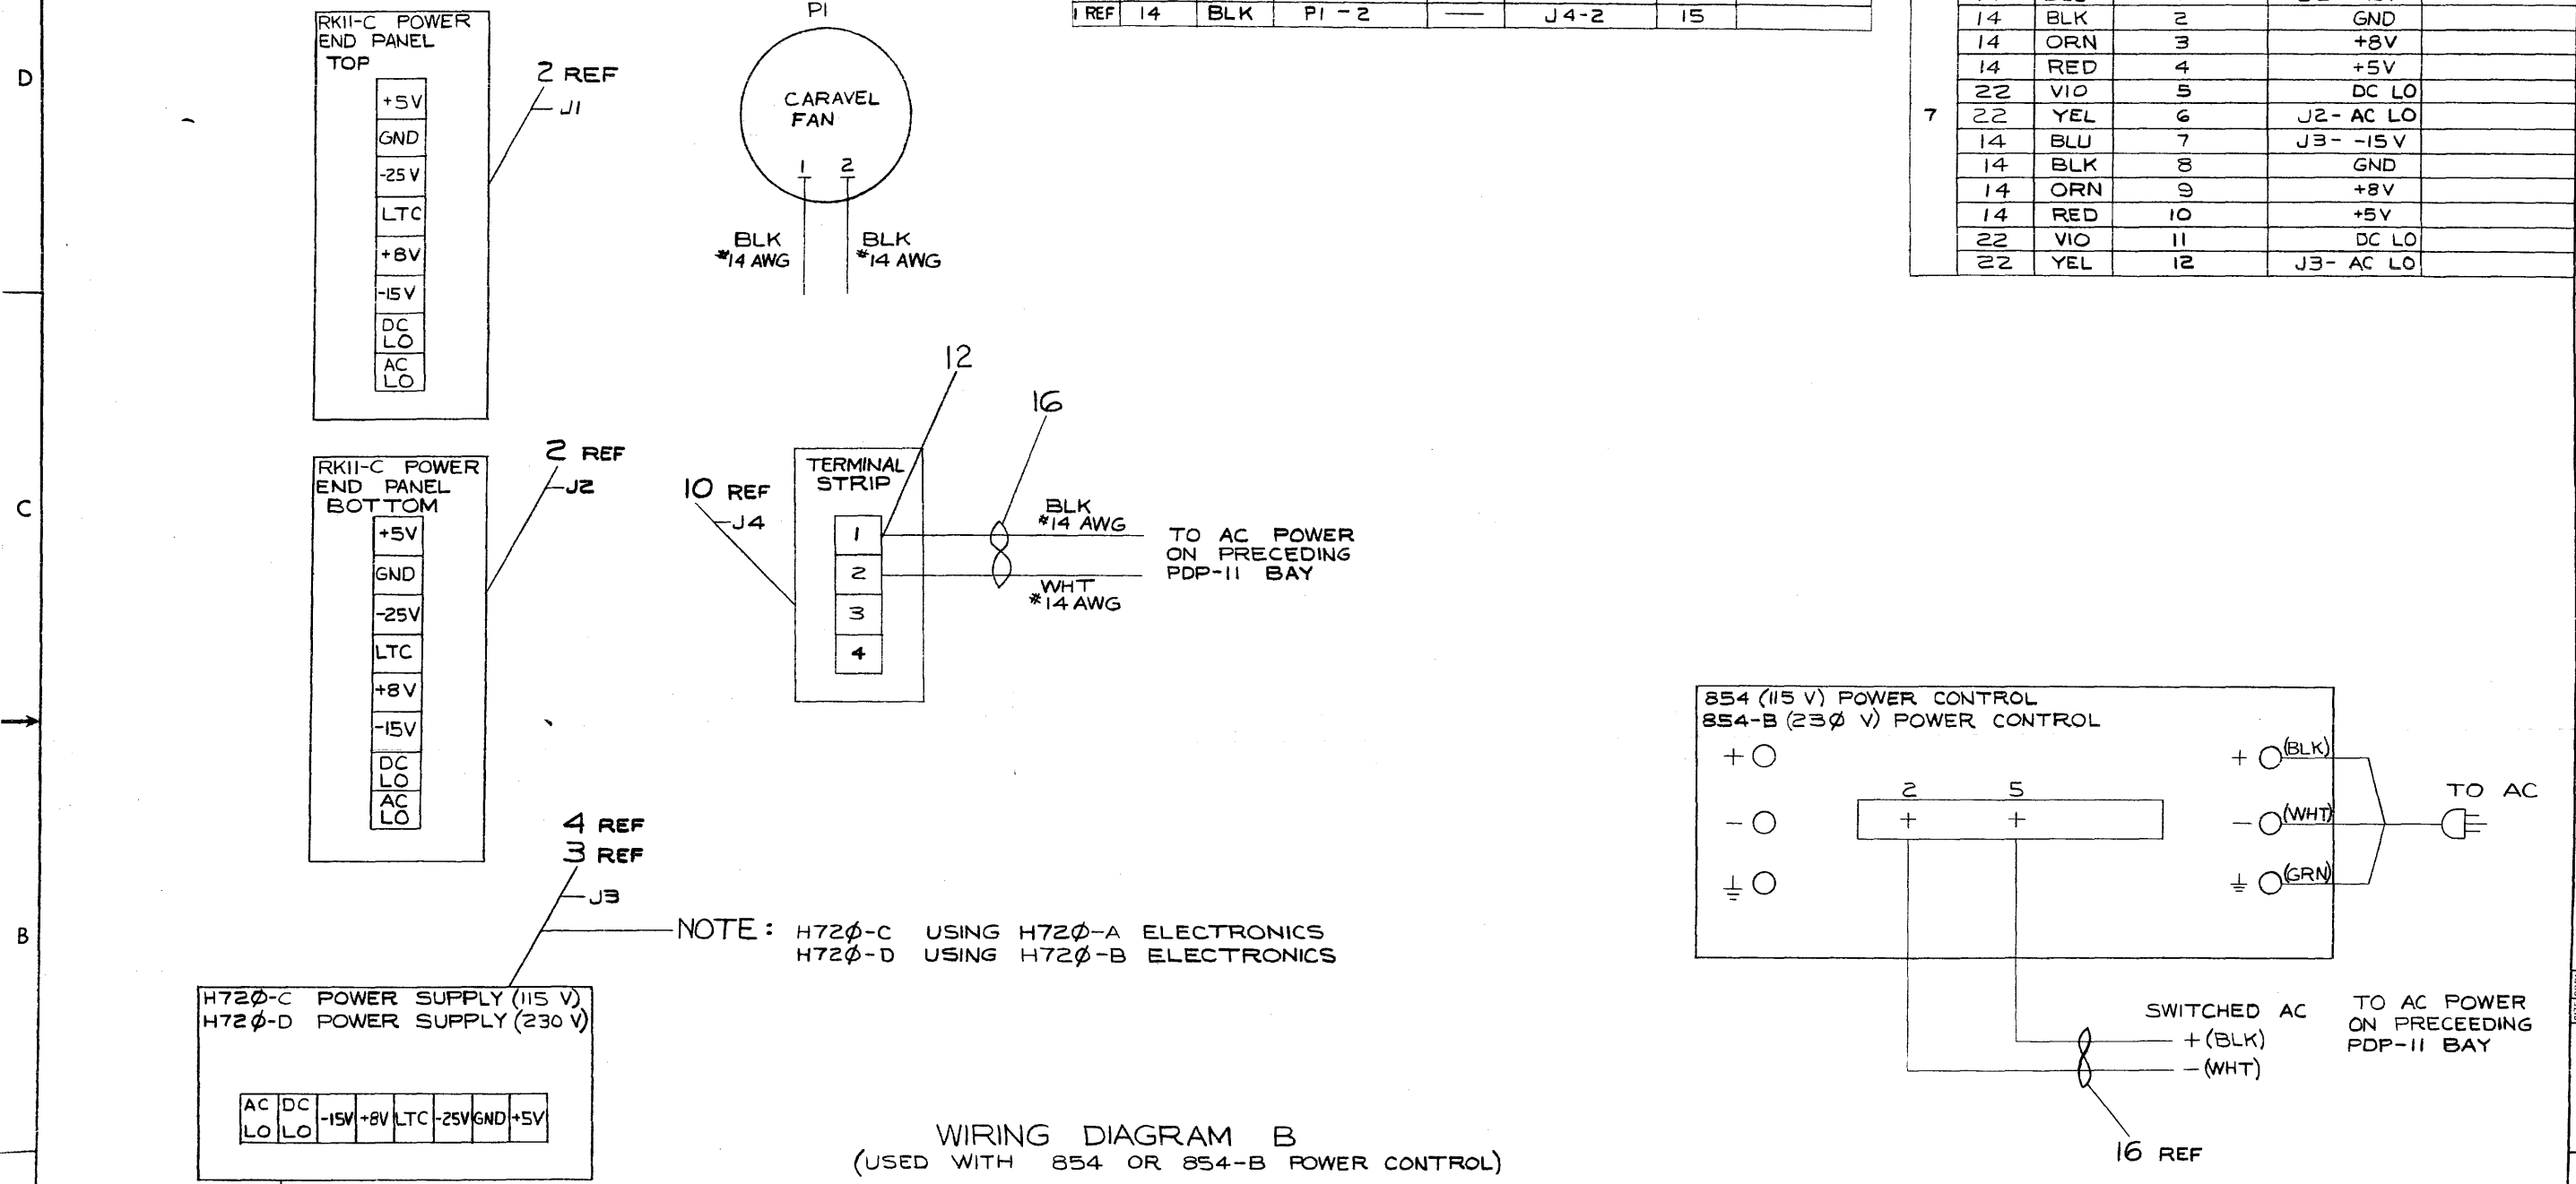 P1
1 REF 14 BLK P1-2 — J4-2 15
14 BLK 2 GND
14 ORN 3 +8V
14 RED 4 +5V
22 VIO 5 DC LO
7 22 YEL 6 J2- AC LO
14 BLU 7 J3- -15V
14 BLK 8 GND
14 ORN 9 +8V
14 RED 10 +5V
22 VIO 11 DC LO
22 YEL 12 J3- AC LO
D
RK11-C POWER
END PANEL
TOP
+5V
GND
-25V
LTC
+8V
-15V
DC
LO
AC
LO
2 REF
J1
CARAVEL
FAN
1 2
BLK
#14 AWG
BLK
#14 AWG
C
RK11-C POWER
END PANEL
BOTTOM
+5V
GND
-25V
LTC
+8V
-15V
DC
LO
AC
LO
2 REF
J2
10 REF
J4
12
16
TERMINAL
STRIP
1
2
3
4
BLK
#14 AWG
WHT
#14 AWG
TO AC POWER
ON PRECEDING
PDP-11 BAY
854 (115 V) POWER CONTROL
854-B (23Ø V) POWER CONTROL
+
-
2 5
+ +
+ (BLK)
- (WHT)
(GRN)
TO AC
SWITCHED AC
+ (BLK)
- (WHT)
TO AC POWER
ON PRECEEDING
PDP-11 BAY
16 REF
B
4 REF
3 REF
J3
NOTE: H72Ø-C USING H72Ø-A ELECTRONICS
H72Ø-D USING H72Ø-B ELECTRONICS
H72Ø-C POWER SUPPLY (115 V)
H72Ø-D POWER SUPPLY (230 V)
AC LO
DC LO
-15V
+8V
LTC
-25V
GND
+5V
WIRING DIAGRAM B
(USED WITH 854 OR 854-B POWER CONTROL)